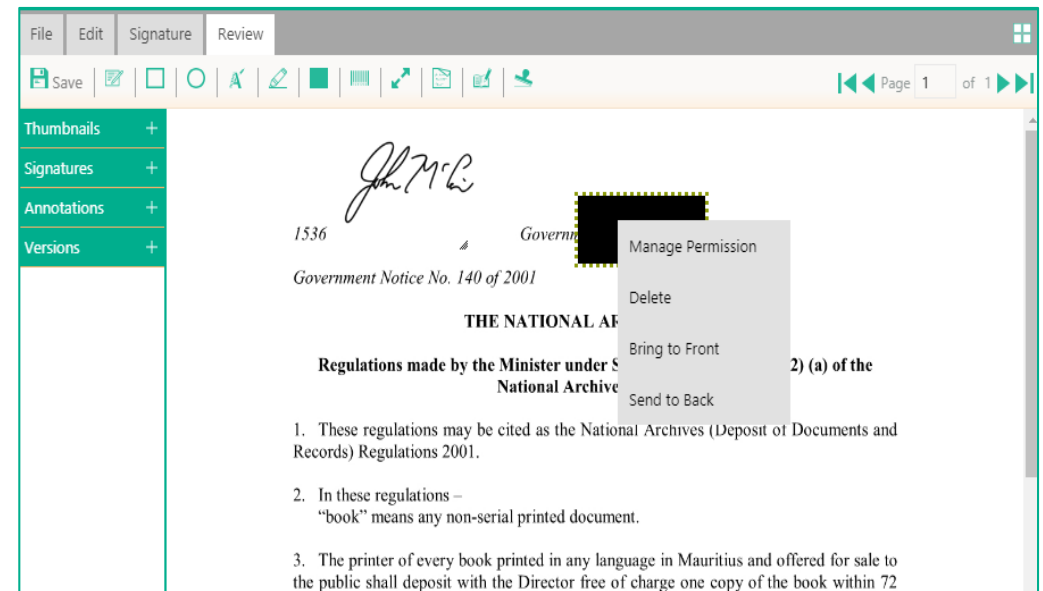 File Edit Signature Review
Save Page 1 of 1
Thumbnails +
Signatures +
Annotations +
Versions +
1536
Government Notice No. 140 of 2001
THE NATIONAL
Regulations made by the Minister under 2) (a) of the
National
Manage Permission
Delete
Bring to Front
Send to Back
1. These regulations may be cited as the National Archives (Deposit of Documents and
Records) Regulations 2001.
2. In these regulations –
“book” means any non-serial printed document.
3. The printer of every book printed in any language in Mauritius and offered for sale to
the public shall deposit with the Director free of charge one copy of the book within 72